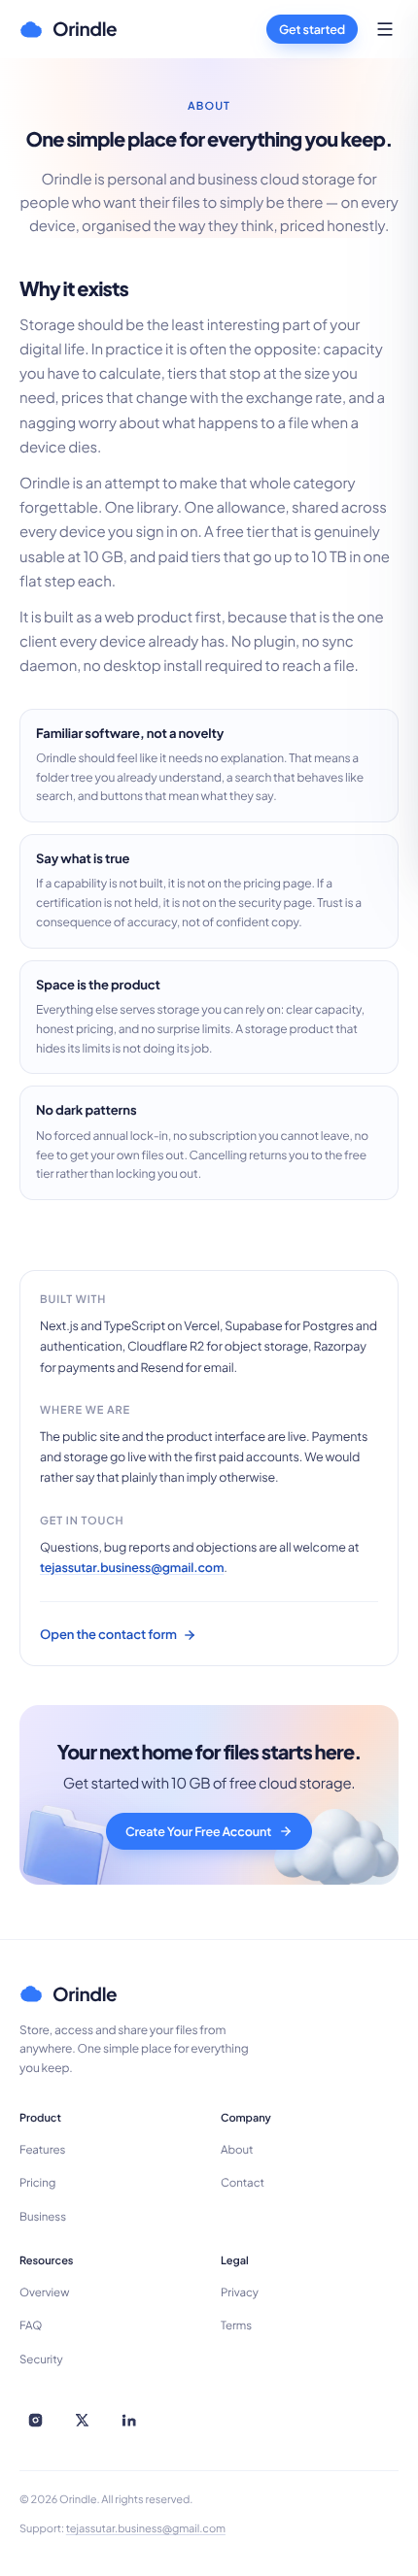 Orindle
Get started
ABOUT
One simple place for everything you keep.
Orindle is personal and business cloud storage for
people who want their files to simply be there — on every
device, organised the way they think, priced honestly.
Why it exists
Storage should be the least interesting part of your
digital life. In practice it is often the opposite: capacity
you have to calculate, tiers that stop at the size you
need, prices that change with the exchange rate, and a
nagging worry about what happens to a file when a
device dies.
Orindle is an attempt to make that whole category
forgettable. One library. One allowance, shared across
every device you sign in on. A free tier that is genuinely
usable at 10 GB, and paid tiers that go up to 10 TB in one
flat step each.
It is built as a web product first, because that is the one
client every device already has. No plugin, no sync
daemon, no desktop install required to reach a file.
Familiar software, not a novelty
Orindle should feel like it needs no explanation. That means a
folder tree you already understand, a search that behaves like
search, and buttons that mean what they say.
Say what is true
If a capability is not built, it is not on the pricing page. If a
certification is not held, it is not on the security page. Trust is a
consequence of accuracy, not of confident copy.
Space is the product
Everything else serves storage you can rely on: clear capacity,
honest pricing, and no surprise limits. A storage product that
hides its limits is not doing its job.
No dark patterns
No forced annual lock-in, no subscription you cannot leave, no
fee to get your own files out. Cancelling returns you to the free
tier rather than locking you out.
BUILT WITH
Next.js and TypeScript on Vercel, Supabase for Postgres and
authentication, Cloudflare R2 for object storage, Razorpay
for payments and Resend for email.
WHERE WE ARE
The public site and the product interface are live. Payments
and storage go live with the first paid accounts. We would
rather say that plainly than imply otherwise.
GET IN TOUCH
Questions, bug reports and objections are all welcome at
tejassutar.business@gmail.com.
Open the contact form →
Your next home for files starts here.
Get started with 10 GB of free cloud storage.
Create Your Free Account →
Orindle
Store, access and share your files from
anywhere. One simple place for everything
you keep.
Product
Features
Pricing
Business
Company
About
Contact
Resources
Overview
FAQ
Security
Legal
Privacy
Terms
© 2026 Orindle. All rights reserved.
Support: tejassutar.business@gmail.com